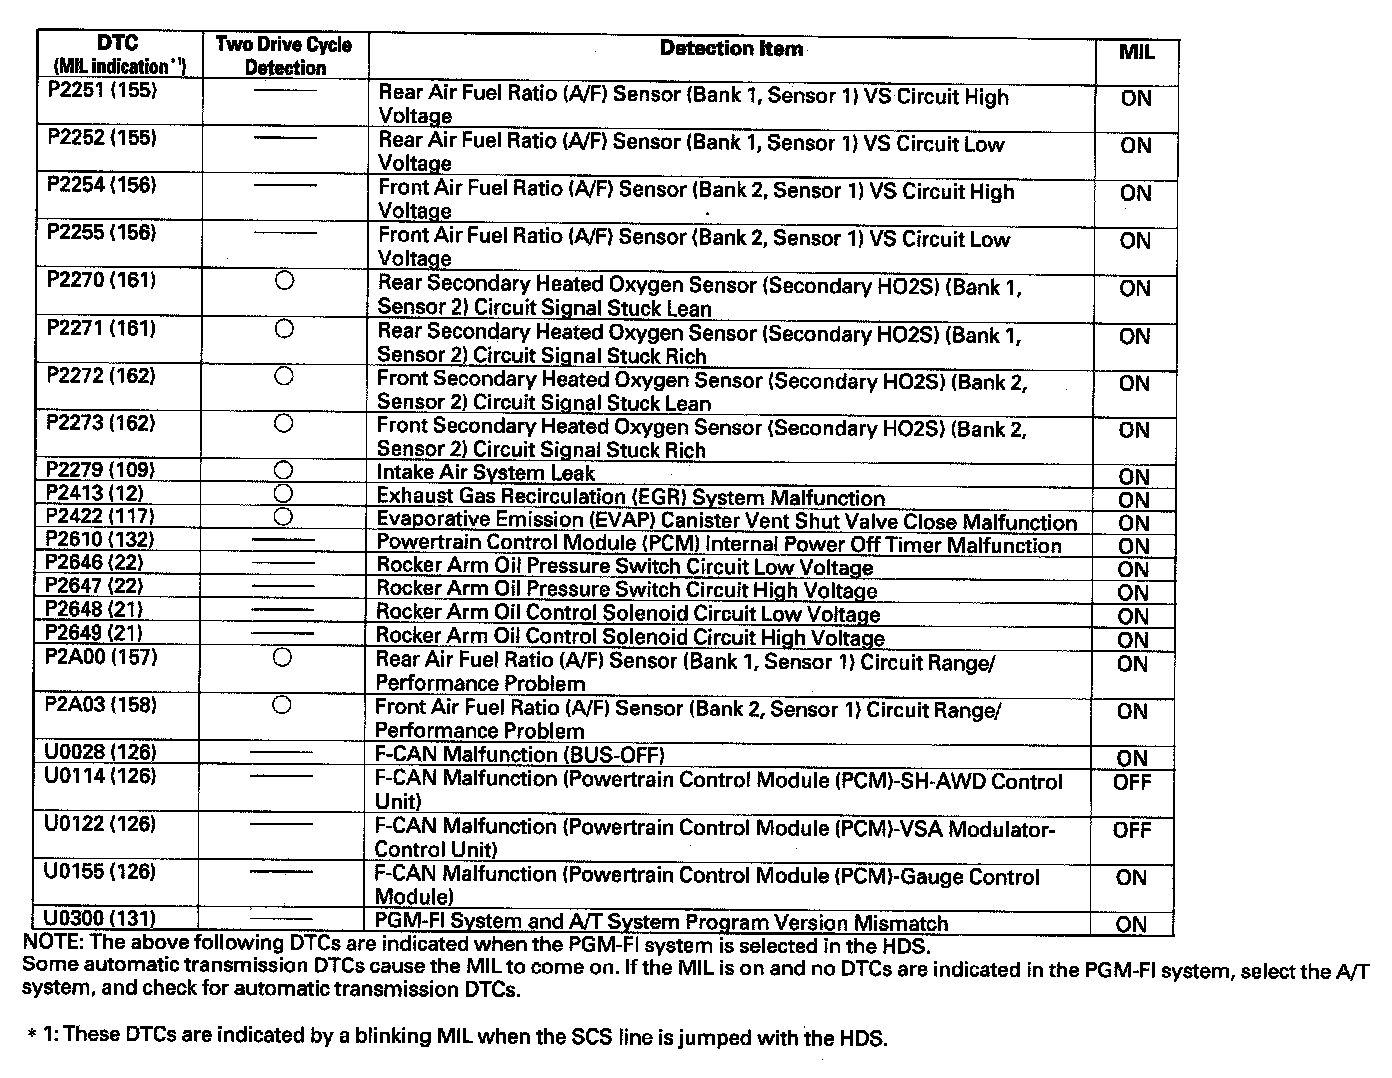 DTC (MIL indication*1) Two Drive Cycle Detection Detection Item MIL
P2251 (155) —— Rear Air Fuel Ratio (A/F) Sensor (Bank 1, Sensor 1) VS Circuit High Voltage ON
P2252 (155) —— Rear Air Fuel Ratio (A/F) Sensor (Bank 1, Sensor 1) VS Circuit Low Voltage ON
P2254 (156) —— Front Air Fuel Ratio (A/F) Sensor (Bank 2, Sensor 1) VS Circuit High Voltage ON
P2255 (156) —— Front Air Fuel Ratio (A/F) Sensor (Bank 2, Sensor 1) VS Circuit Low Voltage ON
P2270 (161) ○ Rear Secondary Heated Oxygen Sensor (Secondary HO2S) (Bank 1, Sensor 2) Circuit Signal Stuck Lean ON
P2271 (161) ○ Rear Secondary Heated Oxygen Sensor (Secondary HO2S) (Bank 1, Sensor 2) Circuit Signal Stuck Rich ON
P2272 (162) ○ Front Secondary Heated Oxygen Sensor (Secondary HO2S) (Bank 2, Sensor 2) Circuit Signal Stuck Lean ON
P2273 (162) ○ Front Secondary Heated Oxygen Sensor (Secondary HO2S) (Bank 2, Sensor 2) Circuit Signal Stuck Rich ON
P2279 (109) ○ Intake Air System Leak ON
P2413 (12) ○ Exhaust Gas Recirculation (EGR) System Malfunction ON
P2422 (117) ○ Evaporative Emission (EVAP) Canister Vent Shut Valve Close Malfunction ON
P2610 (132) —— Powertrain Control Module (PCM) Internal Power Off Timer Malfunction ON
P2646 (22) —— Rocker Arm Oil Pressure Switch Circuit Low Voltage ON
P2647 (22) —— Rocker Arm Oil Pressure Switch Circuit High Voltage ON
P2648 (21) —— Rocker Arm Oil Control Solenoid Circuit Low Voltage ON
P2649 (21) —— Rocker Arm Oil Control Solenoid Circuit High Voltage ON
P2A00 (157) ○ Rear Air Fuel Ratio (A/F) Sensor (Bank 1, Sensor 1) Circuit Range/ Performance Problem ON
P2A03 (158) ○ Front Air Fuel Ratio (A/F) Sensor (Bank 2, Sensor 1) Circuit Range/ Performance Problem ON
U0028 (126) —— F-CAN Malfunction (BUS-OFF) ON
U0114 (126) —— F-CAN Malfunction (Powertrain Control Module (PCM)-SH-AWD Control Unit) OFF
U0122 (126) —— F-CAN Malfunction (Powertrain Control Module (PCM)-VSA Modulator-Control Unit) OFF
U0155 (126) —— F-CAN Malfunction (Powertrain Control Module (PCM)-Gauge Control Module) ON
U0300 (131) —— PGM-FI System and A/T System Program Version Mismatch ON
NOTE: The above following DTCs are indicated when the PGM-FI system is selected in the HDS.
Some automatic transmission DTCs cause the MIL to come on. If the MIL is on and no DTCs are indicated in the PGM-FI system, select the A/T
system, and check for automatic transmission DTCs.
* 1: These DTCs are indicated by a blinking MIL when the SCS line is jumped with the HDS.